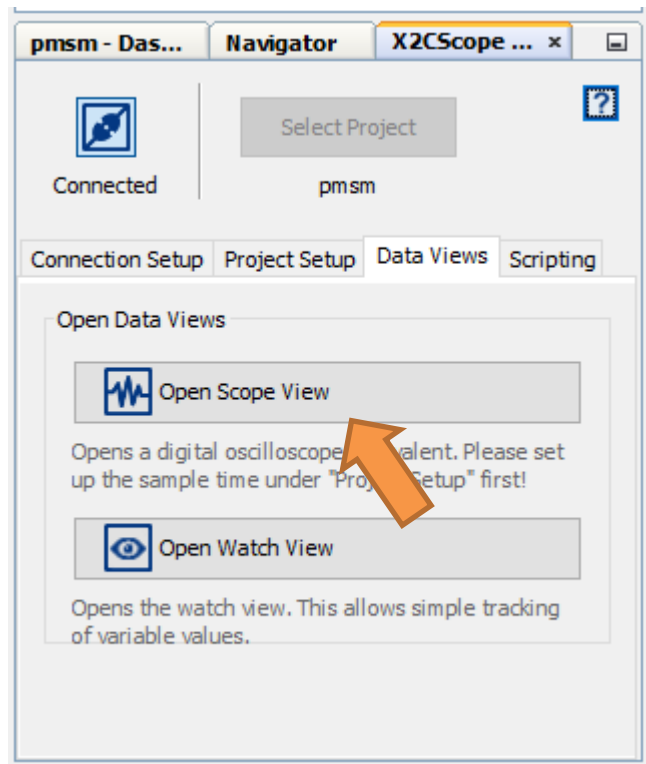 pmsm - Das...
Navigator
X2CScope ... ×
?
Select Project
Connected
pmsm
Connection Setup
Project Setup
Data Views
Scripting
Open Data Views
Open Scope View
Opens a digital oscilloscope valent. Please set
up the sample time under "Pro Setup" first!
Open Watch View
Opens the watch view. This allows simple tracking
of variable values.